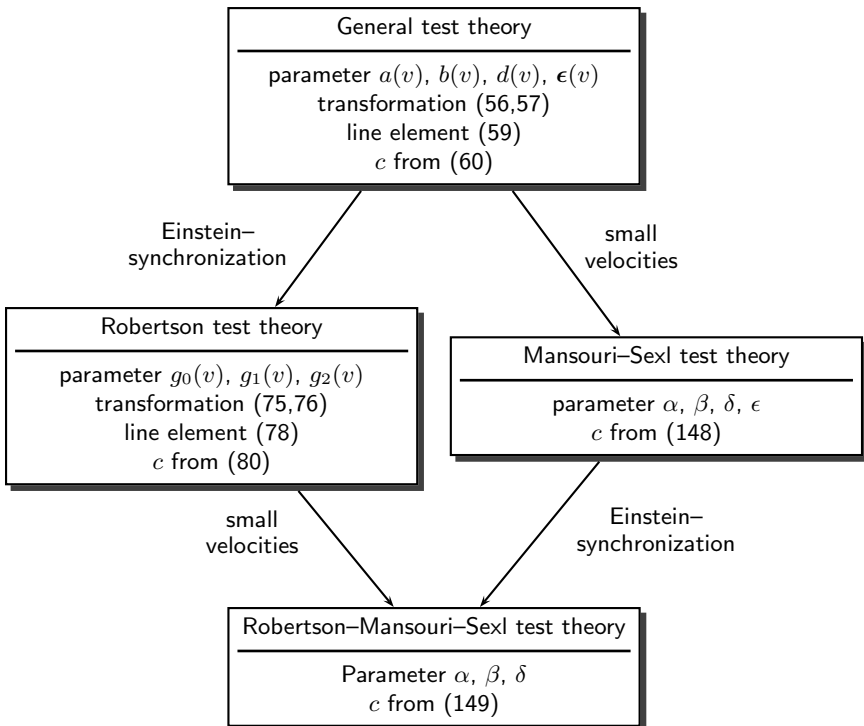 General test theory
parameter a(v), b(v), d(v), ϵ(v)
transformation (56,57)
line element (59)
c from (60)
Einstein–
synchronization
small
velocities
Robertson test theory
parameter g₀(v), g₁(v), g₂(v)
transformation (75,76)
line element (78)
c from (80)
Mansouri–Sexl test theory
parameter α, β, δ, ϵ
c from (148)
small
velocities
Einstein–
synchronization
Robertson–Mansouri–Sexl test theory
Parameter α, β, δ
c from (149)